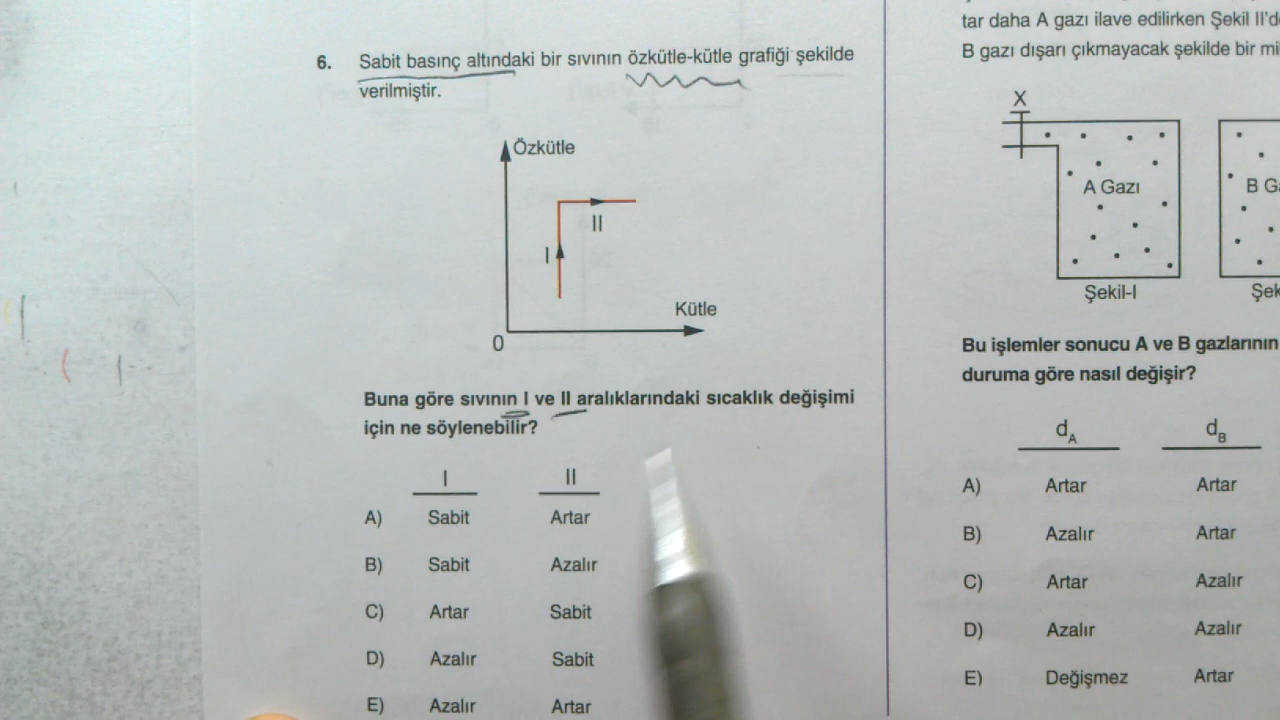 6. Sabit basınç altındaki bir sıvının özkütle-kütle grafiği şekilde
verilmiştir.
Özkütle
II
I
Kütle
0
Buna göre sıvının I ve II aralıklarındaki sıcaklık değişimi
için ne söylenebilir?
I II
A) Sabit Artar
B) Sabit Azalır
C) Artar Sabit
D) Azalır Sabit
E) Azalır Artar
tar daha A gazı ilave edilirken Şekil II'd
B gazı dışarı çıkmayacak şekilde bir mi
X
A Gazı
B G
Şekil-I
Şek
Bu işlemler sonucu A ve B gazlarının
duruma göre nasıl değişir?
dA dB
A) Artar Artar
B) Azalır Artar
C) Artar Azalır
D) Azalır Azalır
E) Değişmez Artar